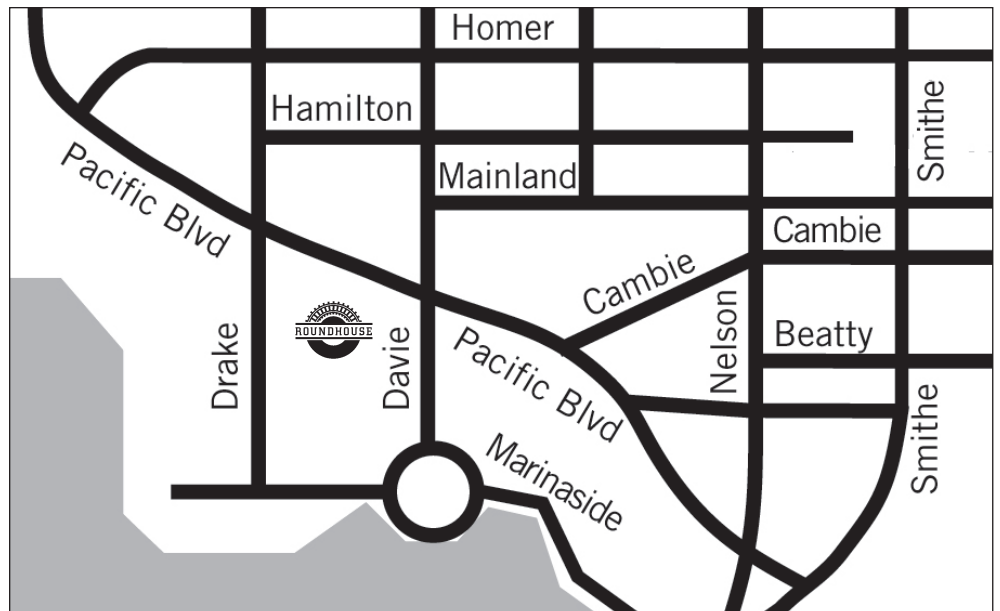 Homer
Hamilton
Smithe
Mainland
Pacific Blvd
Cambie
Cambie
Nelson
ROUNDHOUSE
Beatty
Drake
Davie
Pacific Blvd
Smithe
Marinaside